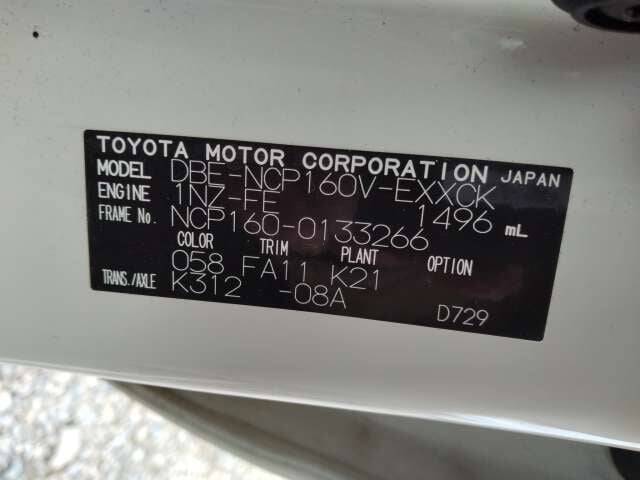 TOYOTA MOTOR CORPORATION JAPAN
MODEL DBE-NCP160V-EXXCK
ENGINE 1NZ-FE 1496 mL
FRAME No. NCP160-0133266
COLOR TRIM PLANT OPTION
058 FA11 K21
TRANS./AXLE K312 -08A
D729